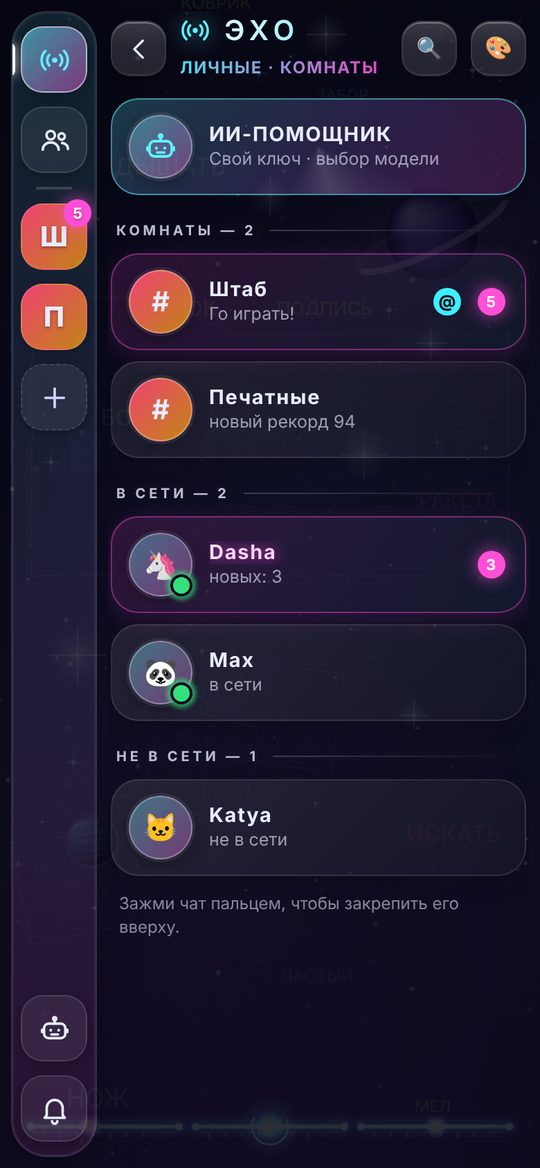 КОВРИК
ЭХО
ЛИЧНЫЕ · КОМНАТЫ
ЗАБОР
ИИ-ПОМОЩНИК
Свой ключ · выбор модели
КОМНАТЫ — 2
Ш
5
Штаб
Го играть!
@
5
ПОДПИСЬ
П
#
#
Печатные
новый рекорд 94
В СЕТИ — 2
РАКЕТА
Dasha
новых: 3
3
Max
в сети
НЕ В СЕТИ — 1
Katya
не в сети
ИСКАТЬ
Зажми чат пальцем, чтобы закрепить его
вверху.
ЧАСТЫЙ
НОЖ
МЕЛ